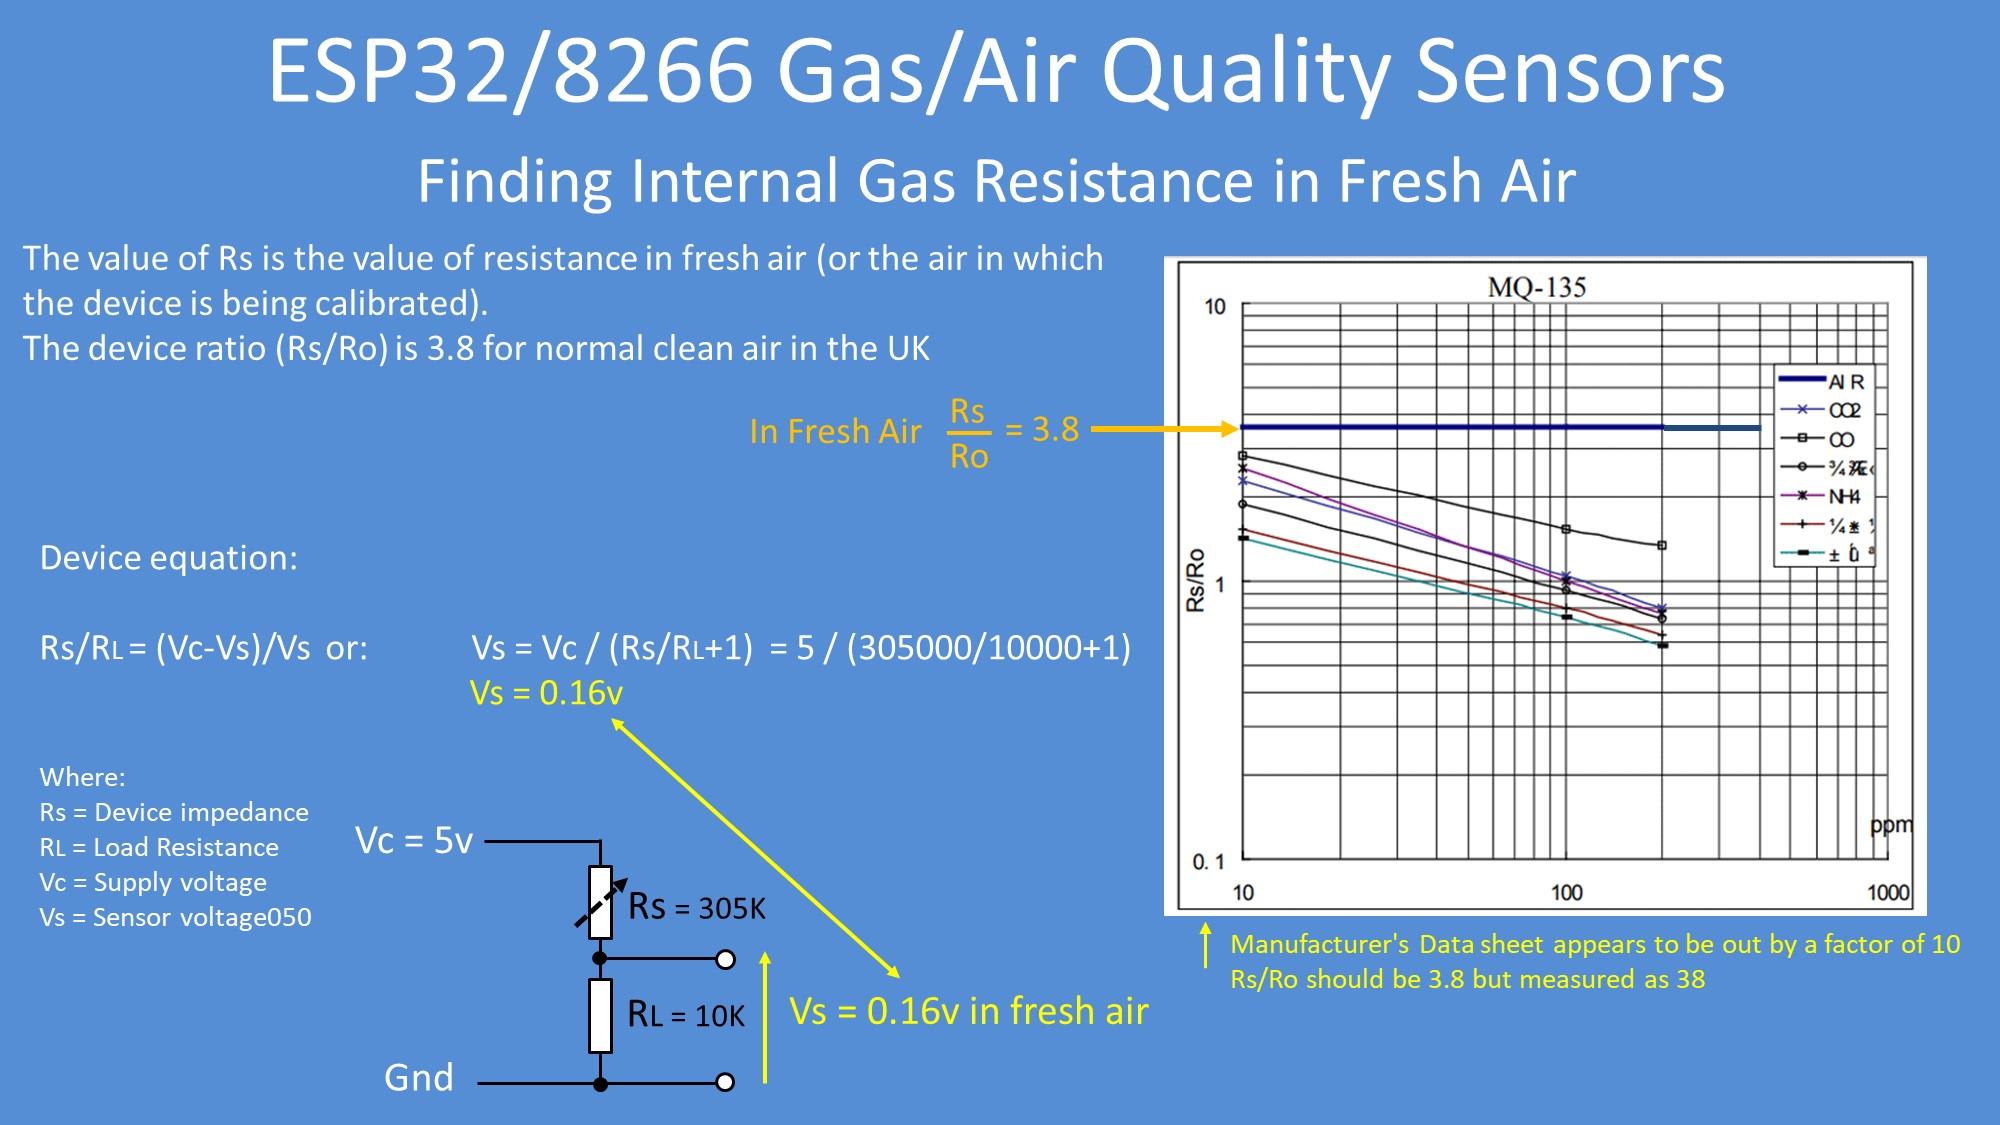 ESP32/8266 Gas/Air Quality Sensors
Finding Internal Gas Resistance in Fresh Air
The value of Rs is the value of resistance in fresh air (or the air in which
the device is being calibrated).
The device ratio (Rs/Ro) is 3.8 for normal clean air in the UK
In Fresh Air Rs/Ro = 3.8
Device equation:
Rs/RL = (Vc-Vs)/Vs or: Vs = Vc / (Rs/RL+1) = 5 / (305000/10000+1)
Vs = 0.16v
Where:
Rs = Device impedance
RL = Load Resistance
Vc = Supply voltage
Vs = Sensor voltage050
Vc = 5v
Rs = 305K
RL = 10K
Gnd
Vs = 0.16v in fresh air
MQ-135
10
1
0.1
Rs/Ro
10
100
1000
ppm
AIR
CO2
CO
NH4
Manufacturer's Data sheet appears to be out by a factor of 10
Rs/Ro should be 3.8 but measured as 38